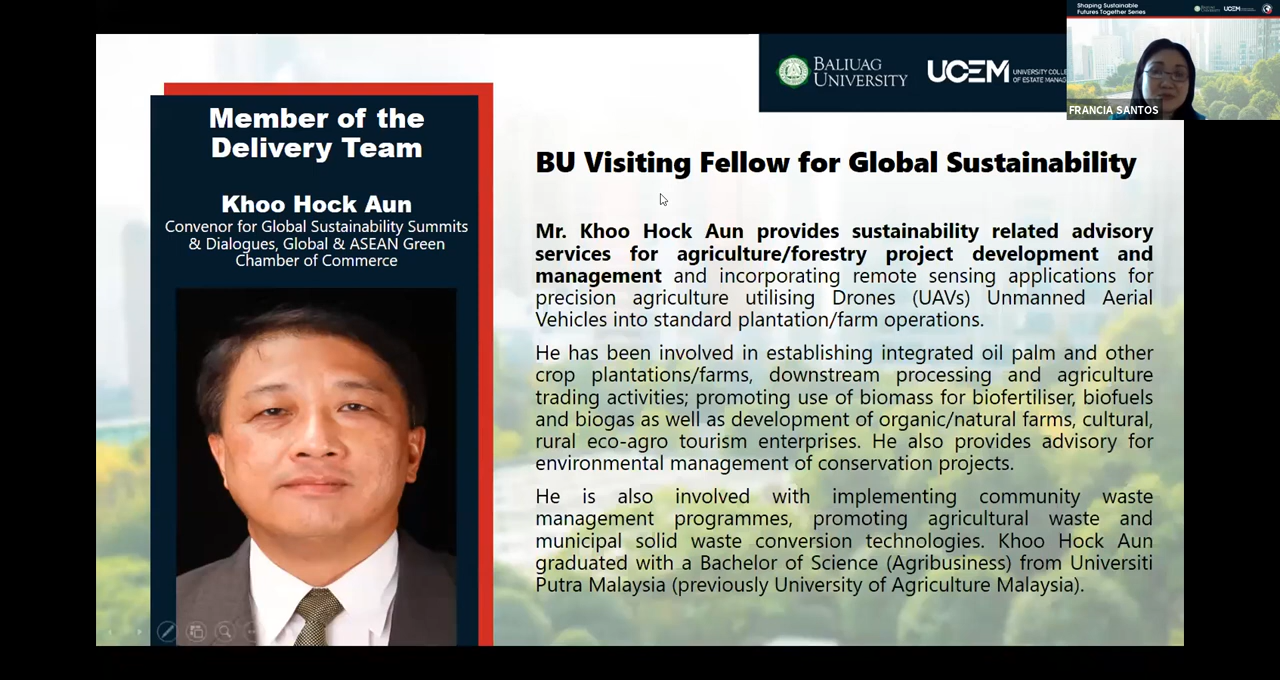 Shaping Sustainable
Futures Together Series
UCEM
FRANCIA SANTOS
BALIUAG
UNIVERSITY
UCEM
UNIVERSITY COLL
OF ESTATE MANAG
Member of the
Delivery Team
Khoo Hock Aun
Convenor for Global Sustainability Summits
& Dialogues, Global & ASEAN Green
Chamber of Commerce
BU Visiting Fellow for Global Sustainability
Mr. Khoo Hock Aun provides sustainability related advisory
services for agriculture/forestry project development and
management and incorporating remote sensing applications for
precision agriculture utilising Drones (UAVs) Unmanned Aerial
Vehicles into standard plantation/farm operations.
He has been involved in establishing integrated oil palm and other
crop plantations/farms, downstream processing and agriculture
trading activities; promoting use of biomass for biofertiliser, biofuels
and biogas as well as development of organic/natural farms, cultural,
rural eco-agro tourism enterprises. He also provides advisory for
environmental management of conservation projects.
He is also involved with implementing community waste
management programmes, promoting agricultural waste and
municipal solid waste conversion technologies. Khoo Hock Aun
graduated with a Bachelor of Science (Agribusiness) from Universiti
Putra Malaysia (previously University of Agriculture Malaysia).